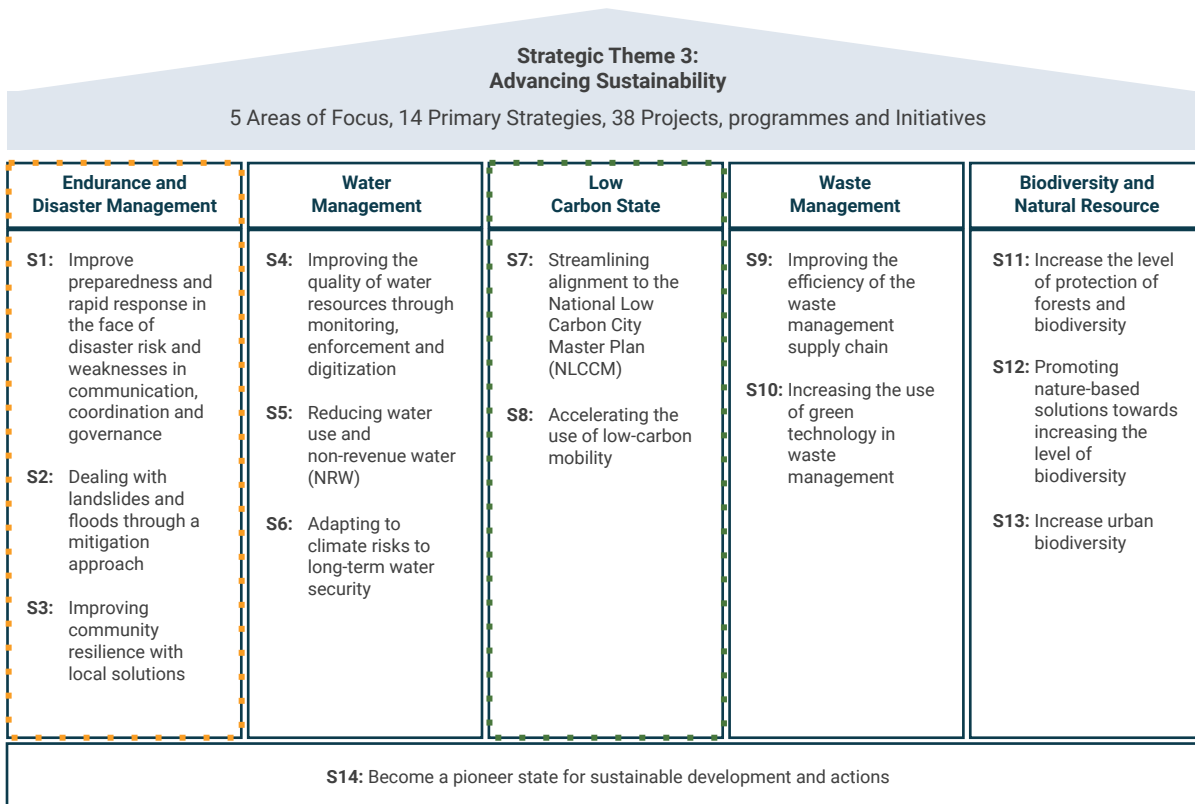 Strategic Theme 3:
Advancing Sustainability
5 Areas of Focus, 14 Primary Strategies, 38 Projects, programmes and Initiatives
Endurance and
Disaster Management
S1: Improve
preparedness and
rapid response in
the face of
disaster risk and
weaknesses in
communication,
coordination and
governance
S2: Dealing with
landslides and
floods through a
mitigation
approach
S3: Improving
community
resilience with
local solutions
Water
Management
S4: Improving the
quality of water
resources through
monitoring,
enforcement and
digitization
S5: Reducing water
use and
non-revenue water
(NRW)
S6: Adapting to
climate risks to
long-term water
security
Low
Carbon State
S7: Streamlining
alignment to the
National Low
Carbon City
Master Plan
(NLCCM)
S8: Accelerating the
use of low-carbon
mobility
Waste
Management
S9: Improving the
efficiency of the
waste
management
supply chain
S10: Increasing the use
of green
technology in
waste
management
Biodiversity and
Natural Resource
S11: Increase the level
of protection of
forests and
biodiversity
S12: Promoting
nature-based
solutions towards
increasing the
level of
biodiversity
S13: Increase urban
biodiversity
S14: Become a pioneer state for sustainable development and actions